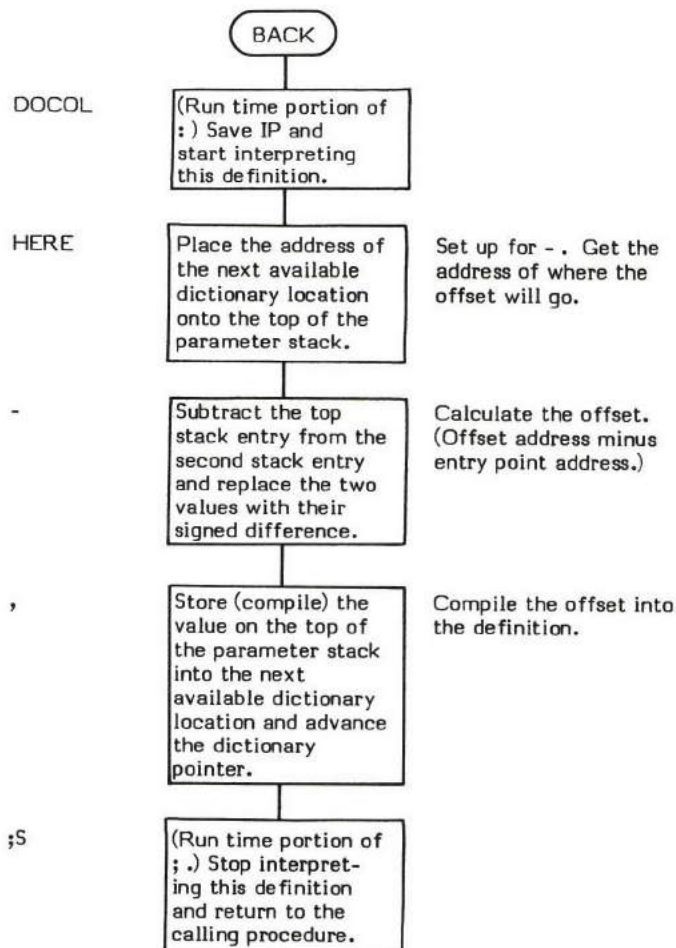 BACK
DOCOL
(Run time portion of
: ) Save IP and
start interpreting
this definition.
HERE
Place the address of
the next available
dictionary location
onto the top of the
parameter stack.
Set up for - . Get the
address of where the
offset will go.
-
Subtract the top
stack entry from the
second stack entry
and replace the two
values with their
signed difference.
Calculate the offset.
(Offset address minus
entry point address.)
,
Store (compile) the
value on the top of
the parameter stack
into the next
available dictionary
location and advance
the dictionary
pointer.
Compile the offset into
the definition.
;S
(Run time portion of
; .) Stop interpret-
ing this definition
and return to the
calling procedure.